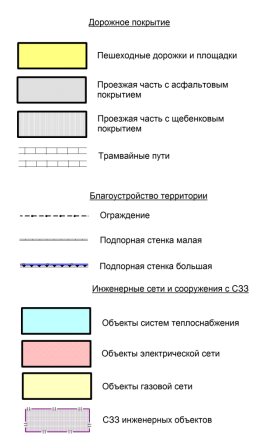 Дорожное покрытие
Пешеходные дорожки и площадки
Проезжая часть с асфальтовым
покрытием
Проезжая часть с щебенковым
покрытием
Трамвайные пути
Благоустройство территории
Ограждение
Подпорная стенка малая
Подпорная стенка большая
Инженерные сети и сооружения с СЗЗ
Объекты систем теплоснабжения
Объекты электрической сети
Объекты газовой сети
СЗЗ инженерных объектов